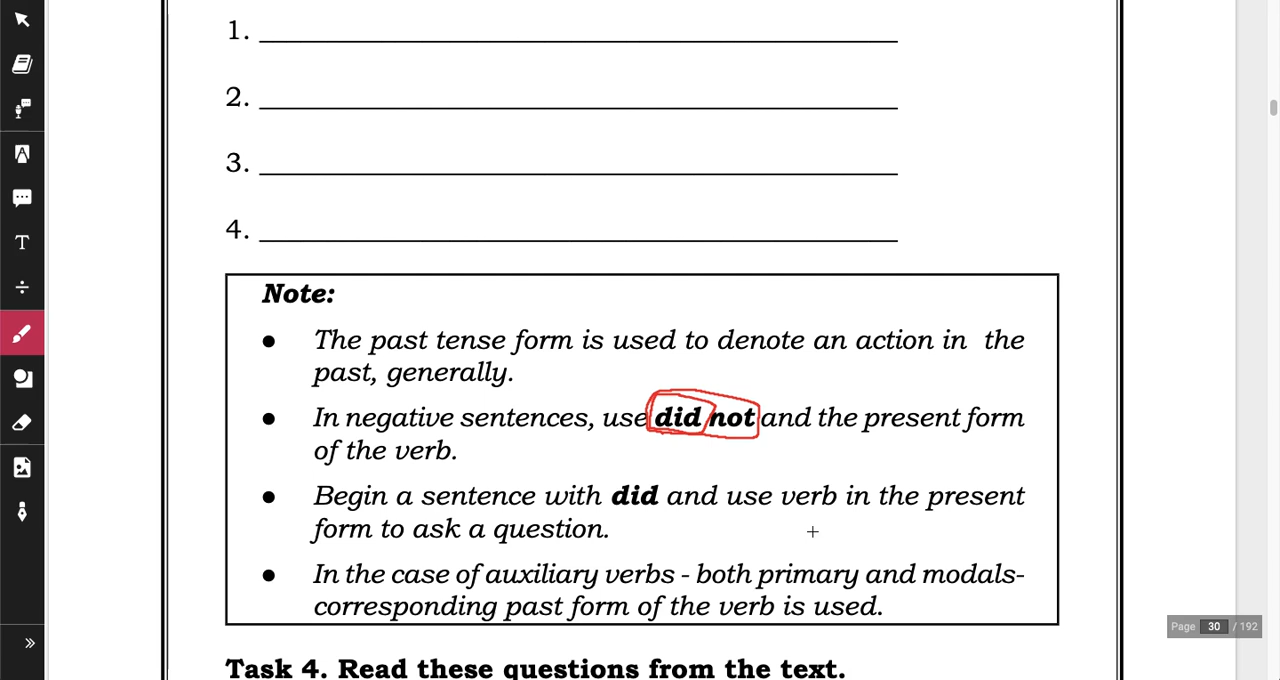 1.
2.
3.
4.
Note:
● The past tense form is used to denote an action in the
past, generally.
● In negative sentences, use did not and the present form
of the verb.
● Begin a sentence with did and use verb in the present
form to ask a question.
● In the case of auxiliary verbs - both primary and modals-
corresponding past form of the verb is used.
Page 30 / 192
Task 4. Read these questions from the text.